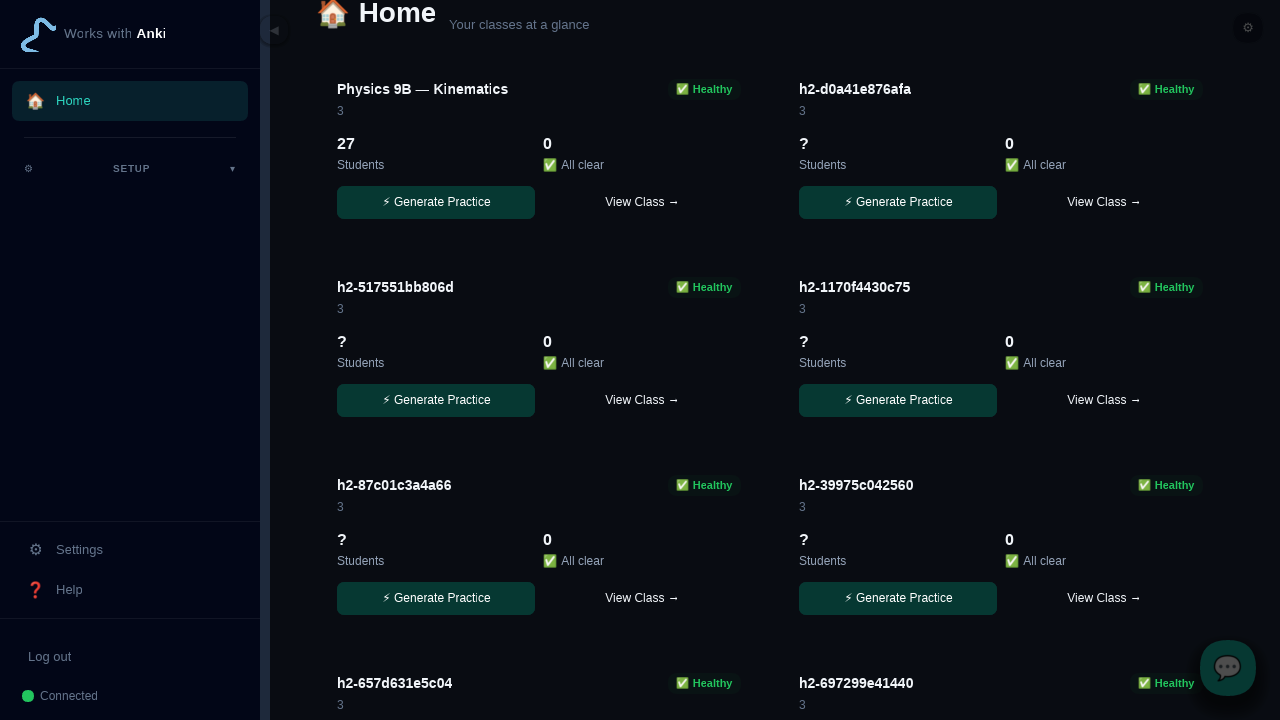 Works with Anki
🏠 Home
⚙ SETUP ▾
⚙ Settings
❓ Help
Log out
Connected
◀
🏠 Home Your classes at a glance
⚙
Physics 9B — Kinematics ✅ Healthy
3
27 0
Students ✅ All clear
⚡ Generate Practice View Class →
h2-d0a41e876afa ✅ Healthy
3
? 0
Students ✅ All clear
⚡ Generate Practice View Class →
h2-517551bb806d ✅ Healthy
3
? 0
Students ✅ All clear
⚡ Generate Practice View Class →
h2-1170f4430c75 ✅ Healthy
3
? 0
Students ✅ All clear
⚡ Generate Practice View Class →
h2-87c01c3a4a66 ✅ Healthy
3
? 0
Students ✅ All clear
⚡ Generate Practice View Class →
h2-39975c042560 ✅ Healthy
3
? 0
Students ✅ All clear
⚡ Generate Practice View Class →
h2-657d631e5c04 ✅ Healthy
3
h2-697299e41440 ✅ Healthy
3
💬